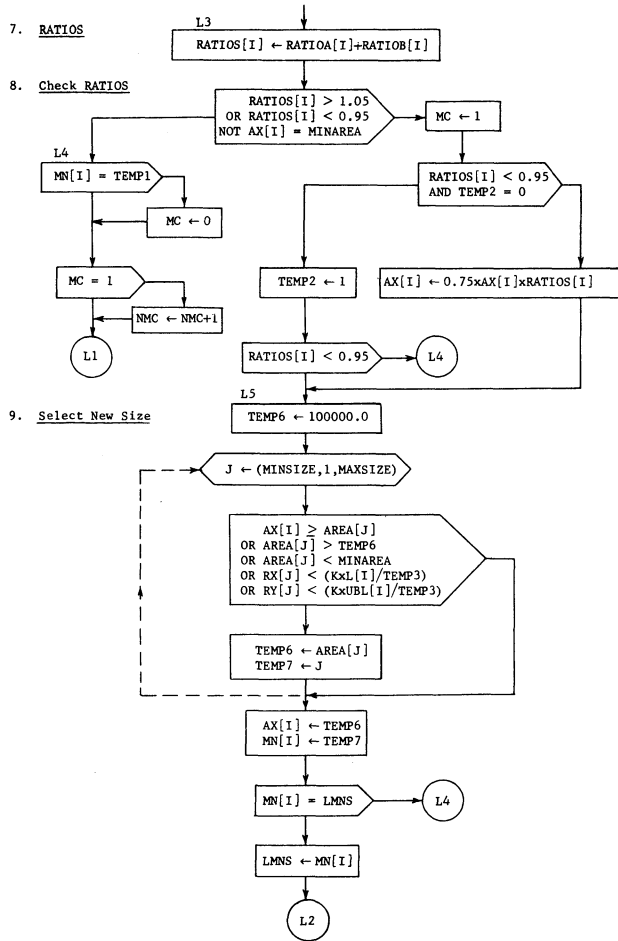 7. RATIOS
L3
RATIOS[I] ← RATIOA[I]+RATIOB[I]
8. Check RATIOS
RATIOS[I] > 1.05
OR RATIOS[I] < 0.95
NOT AX[I] = MINAREA
MC ← 1
L4
MN[I] = TEMP1
MC ← 0
RATIOS[I] < 0.95
AND TEMP2 = 0
MC = 1
NMC ← NMC+1
L1
TEMP2 ← 1
AX[I] ← 0.75xAX[I]xRATIOS[I]
RATIOS[I] < 0.95
L4
L5
9. Select New Size
TEMP6 ← 100000.0
J ← (MINSIZE,1,MAXSIZE)
AX[I] ≥ AREA[J]
OR AREA[J] > TEMP6
OR AREA[J] < MINAREA
OR RX[J] < (KxL[I]/TEMP3)
OR RY[J] < (KxUBL[I]/TEMP3)
TEMP6 ← AREA[J]
TEMP7 ← J
AX[I] ← TEMP6
MN[I] ← TEMP7
MN[I] = LMNS
L4
LMNS ← MN[I]
L2